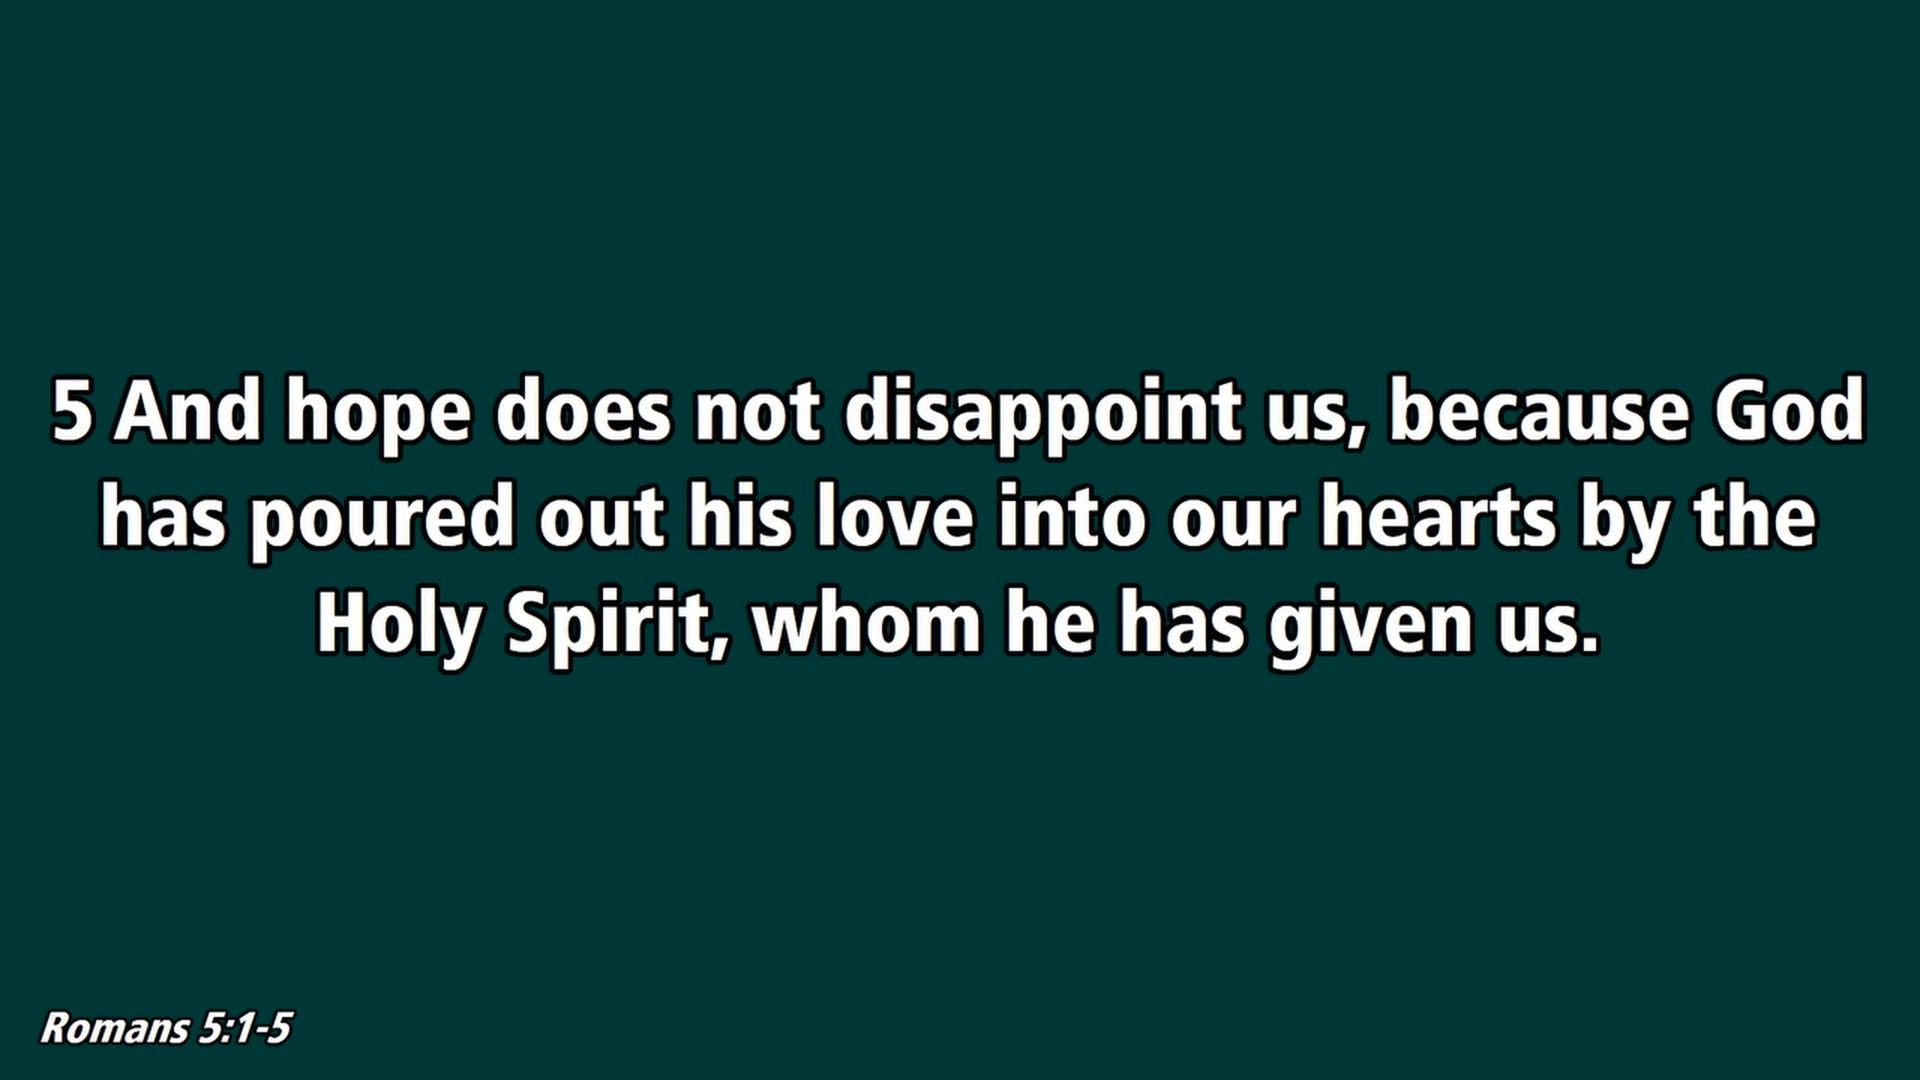 5 And hope does not disappoint us, because God
has poured out his love into our hearts by the
Holy Spirit, whom he has given us.
Romans 5:1-5